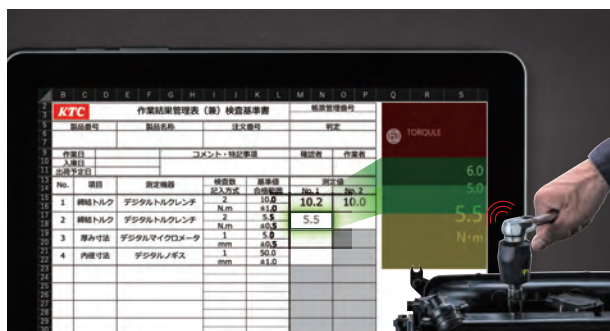 B C D E F G H I J K L M N O P Q R S
KTC 作業結果管理表（兼）検査基準書 帳票管理番号
製品番号 製品名称 注文番号 判定
作業日 コメント・特記事項 確認者 作業者
入庫日
出荷予定日
No. 項目 測定機器 検査数 基準値 測定値
記入方式 合格範囲 No. 1 No. 2
1 締結トルク デジタルトルクレンチ 2 10.0 10.2 10.0
N.m ±1.0
2 締結トルク デジタルトルクレンチ 2 5.5 5.5
N.m ±0.5
3 厚み寸法 デジタルマイクロメータ 1 5.0
mm ±0.5
4 内径寸法 デジタルノギス 1 50.0
mm ±1.0
TORQULE
6.0
5.0
5.5
N・m